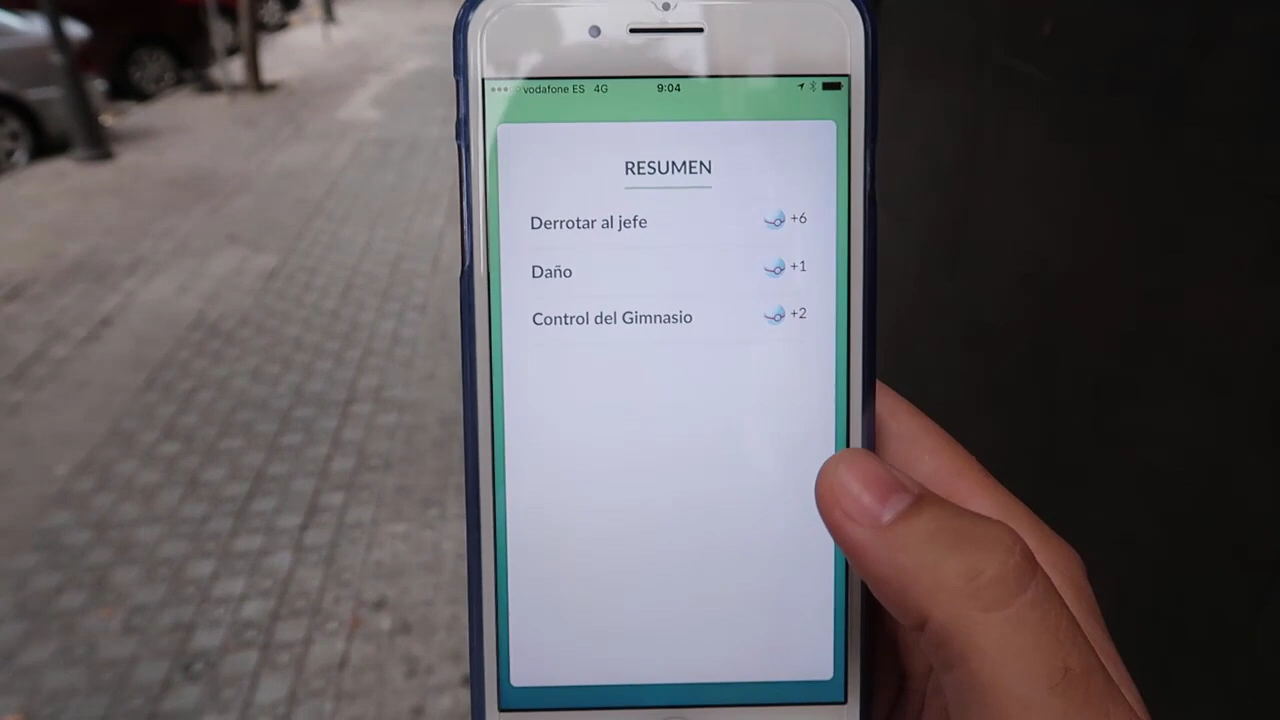 vodafone ES 4G 9:04
RESUMEN
Derrotar al jefe +6
Daño +1
Control del Gimnasio +2